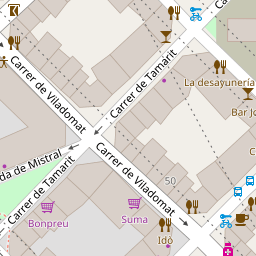 Carrer de Viladomat
Carrer de Tamarit
La desayunería
Bar Jo
da de Mistral
Carrer de Tamarit
Carrer de Viladomat
50
Bonpreu
Suma
Idò